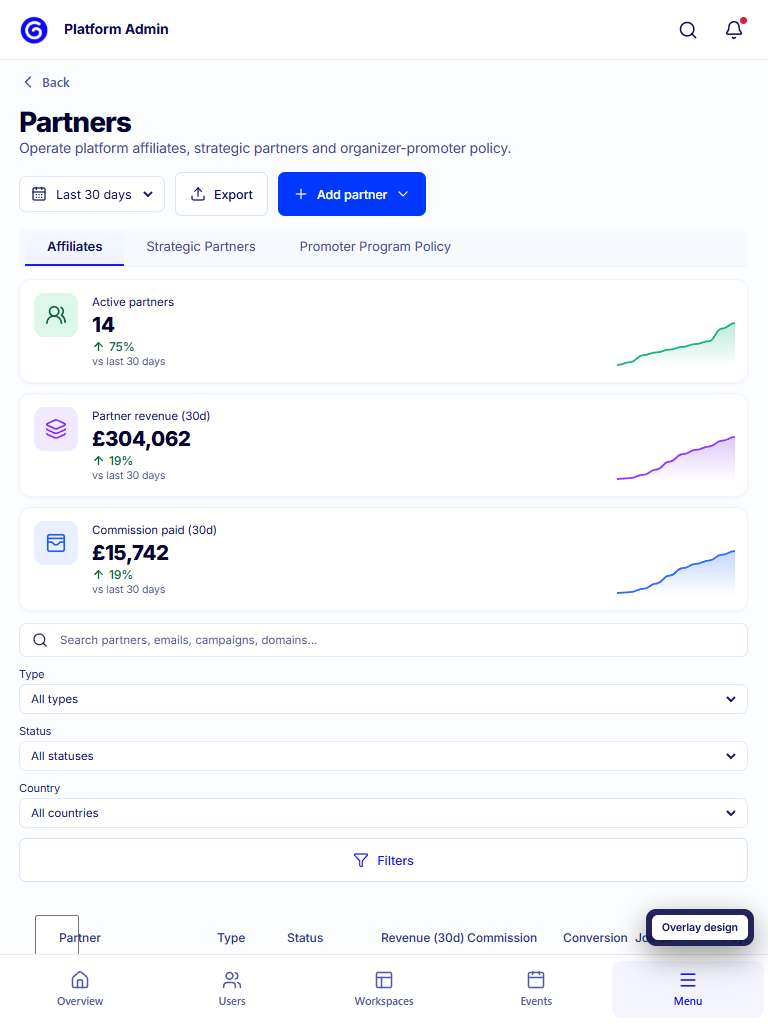 Platform Admin
Back
Partners
Operate platform affiliates, strategic partners and organizer-promoter policy.
Last 30 days
Export
Add partner
Affiliates
Strategic Partners
Promoter Program Policy
Active partners
14
75%
vs last 30 days
Partner revenue (30d)
£304,062
19%
vs last 30 days
Commission paid (30d)
£15,742
19%
vs last 30 days
Search partners, emails, campaigns, domains...
Type
All types
Status
All statuses
Country
All countries
Filters
Overlay design
Partner Type Status Revenue (30d) Commission Conversion
Overview
Users
Workspaces
Events
Menu